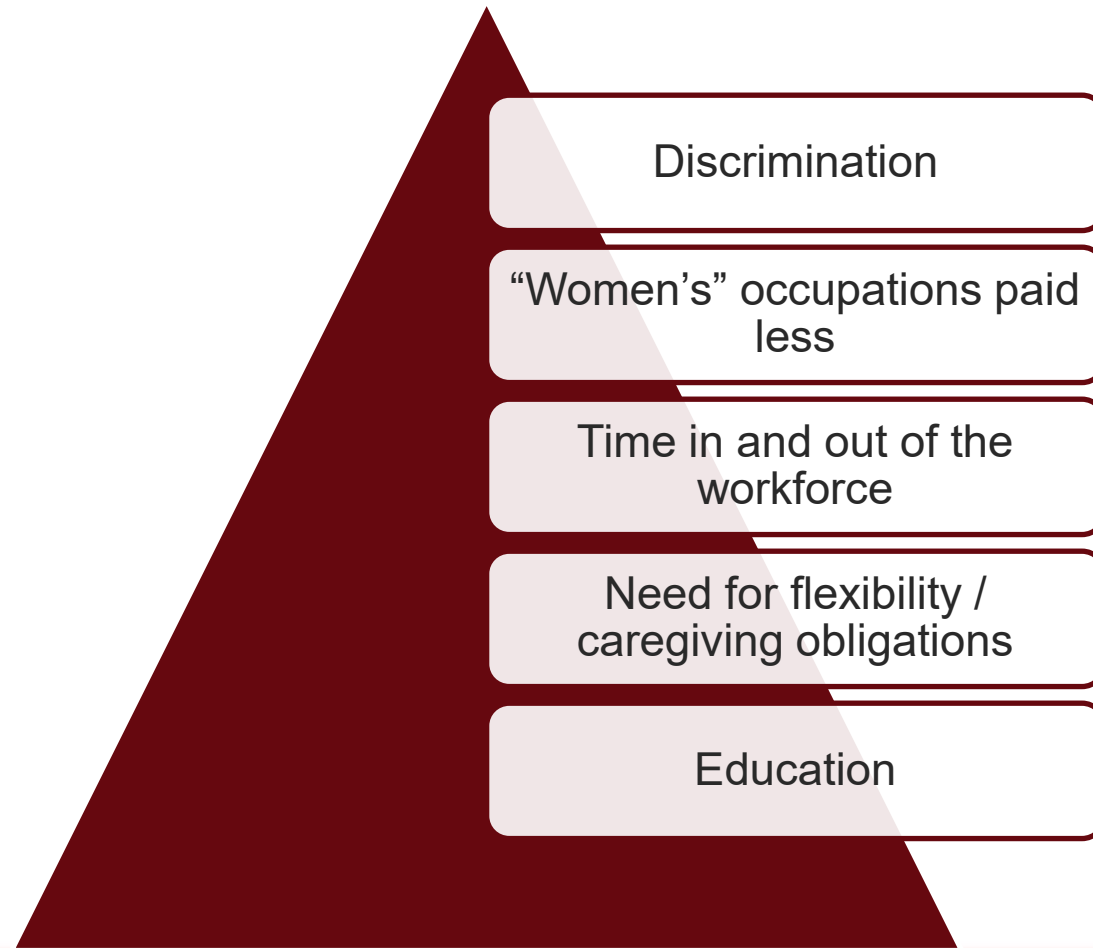 Discrimination
“Women’s” occupations paid
less
Time in and out of the
workforce
Need for flexibility /
caregiving obligations
Education